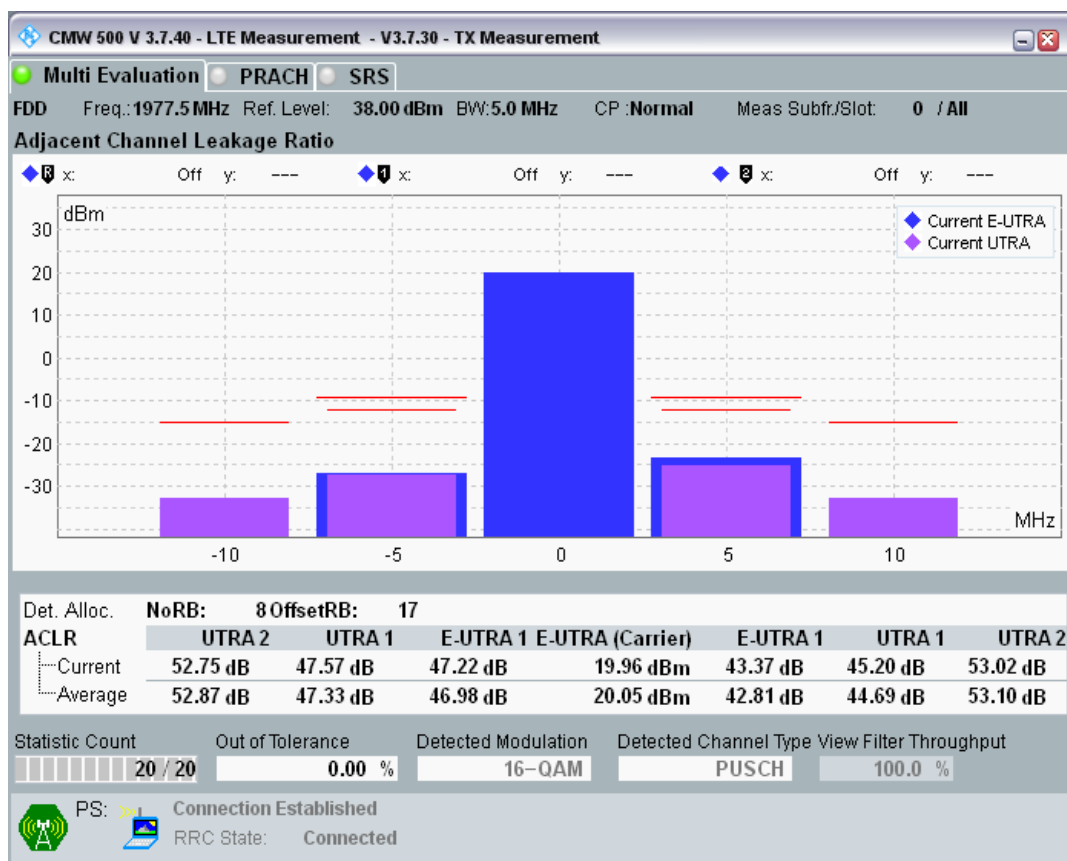 CMW 500 V 3.7.40 - LTE Measurement - V3.7.30 - TX Measurement
Multi Evaluation PRACH SRS
FDD Freq.:1977.5 MHz Ref. Level: 38.00 dBm BW:5.0 MHz CP :Normal Meas Subfr./Slot: 0 / All
Adjacent Channel Leakage Ratio
R x: Off y: --- 1 x: Off y: --- 2 x: Off y: ---
dBm
Current E-UTRA
Current UTRA
30
20
10
0
-10
-20
-30
MHz
-10 -5 0 5 10
Det. Alloc. NoRB: 8 OffsetRB: 17
ACLR UTRA 2 UTRA 1 E-UTRA 1 E-UTRA (Carrier) E-UTRA 1 UTRA 1 UTRA 2
Current 52.75 dB 47.57 dB 47.22 dB 19.96 dBm 43.37 dB 45.20 dB 53.02 dB
Average 52.87 dB 47.33 dB 46.98 dB 20.05 dBm 42.81 dB 44.69 dB 53.10 dB
Statistic Count Out of Tolerance Detected Modulation Detected Channel Type View Filter Throughput
20 / 20 0.00 % 16-QAM PUSCH 100.0 %
PS: Connection Established
RRC State: Connected